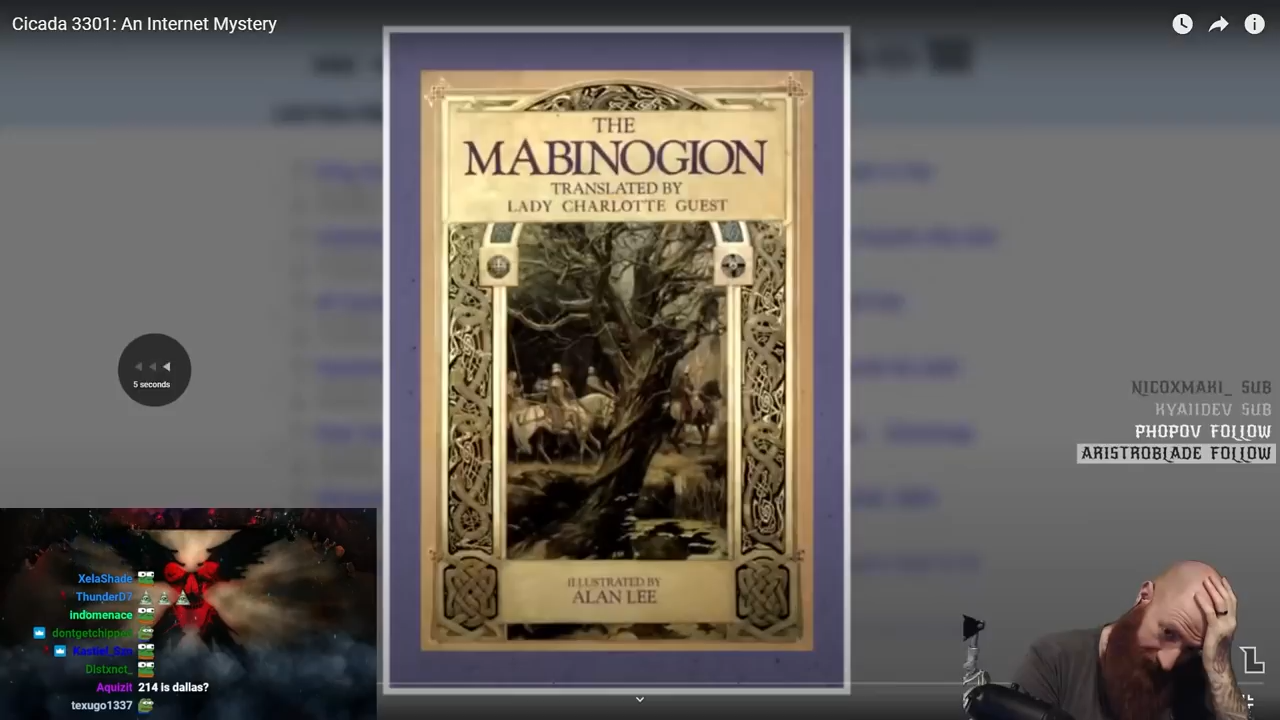 Cicada 3301: An Internet Mystery
THE
MABINOGION
TRANSLATED BY
LADY CHARLOTTE GUEST
5 seconds
NICOXMAKI_ SUB
KYAIIDEV SUB
PHOPOV FOLLOW
ARISTROBLADE FOLLOW
ILLUSTRATED BY
ALAN LEE
XelaShade
ThunderD7
indomenace
dontgetchipped
Kastiel_Szn
Distxnct_
Aquizit 214 is dallas?
texugo1337